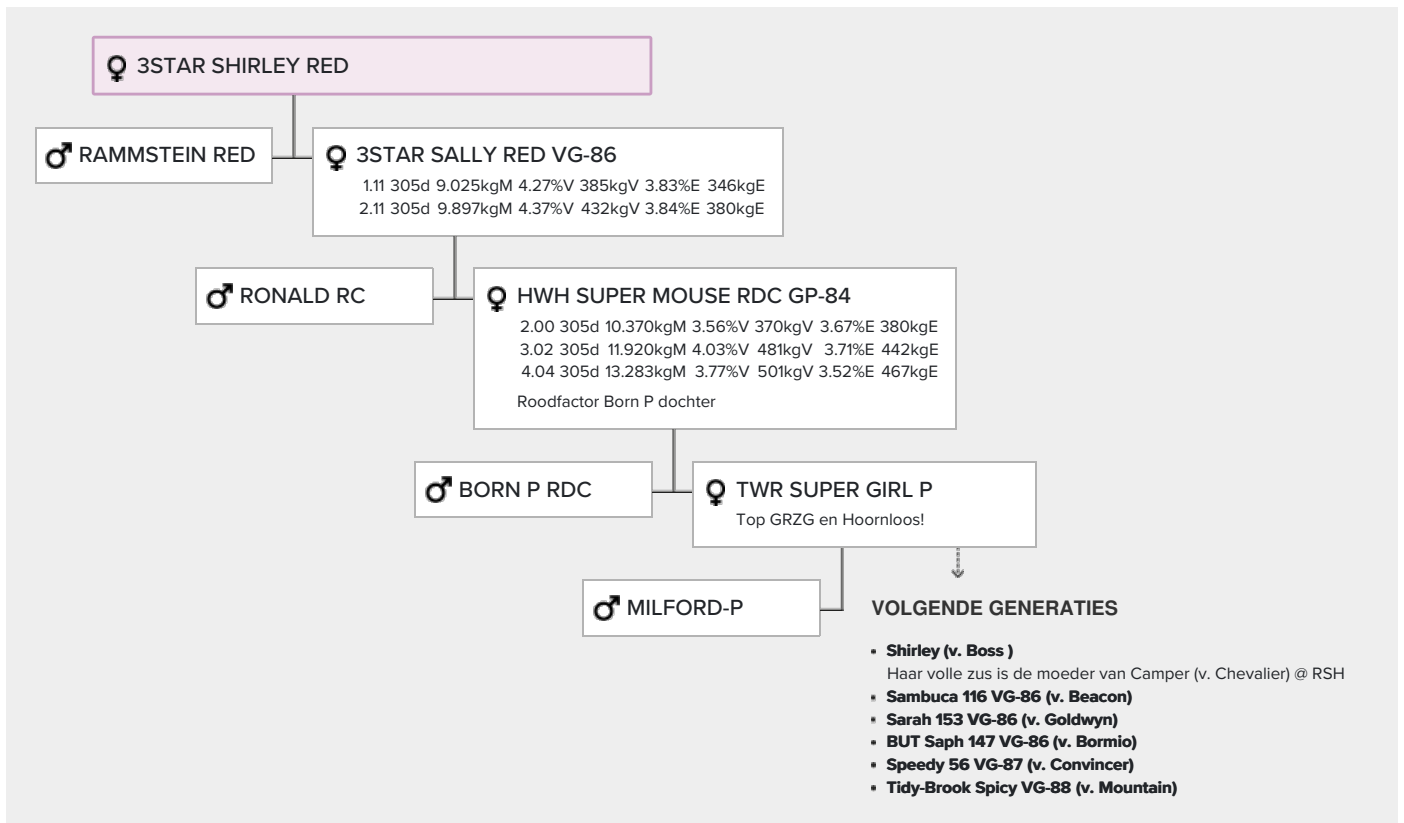 3STAR SHIRLEY RED
RAMMSTEIN RED
3STAR SALLY RED VG-86
1.11 305d 9.025kgM 4.27%V 385kgV 3.83%E 346kgE
2.11 305d 9.897kgM 4.37%V 432kgV 3.84%E 380kgE
RONALD RC
HWH SUPER MOUSE RDC GP-84
2.00 305d 10.370kgM 3.56%V 370kgV 3.67%E 380kgE
3.02 305d 11.920kgM 4.03%V 481kgV 3.71%E 442kgE
4.04 305d 13.283kgM 3.77%V 501kgV 3.52%E 467kgE
Roodfactor Born P dochter
BORN P RDC
TWR SUPER GIRL P
Top GRZG en Hoornloos!
MILFORD-P
VOLGENDE GENERATIES
• Shirley (v. Boss )
Haar volle zus is de moeder van Camper (v. Chevalier) @ RSH
• Sambuca 116 VG-86 (v. Beacon)
• Sarah 153 VG-86 (v. Goldwyn)
• BUT Saph 147 VG-86 (v. Bormio)
• Speedy 56 VG-87 (v. Convincer)
• Tidy-Brook Spicy VG-88 (v. Mountain)